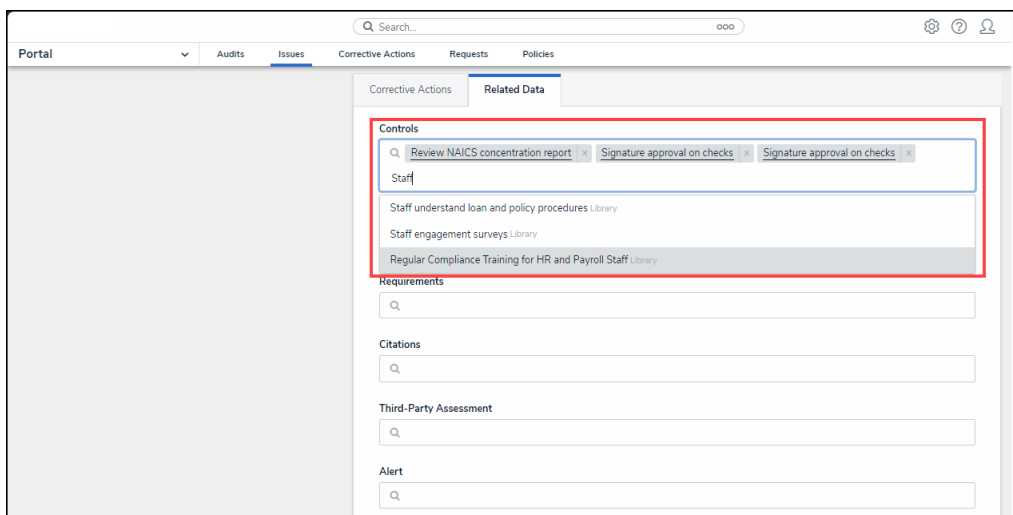 Search... ooo
Portal Audits Issues Corrective Actions Requests Policies
Corrective Actions Related Data
Controls
Review NAICS concentration report × Signature approval on checks × Signature approval on checks ×
Staff
Staff understand loan and policy procedures Library
Staff engagement surveys Library
Regular Compliance Training for HR and Payroll Staff Library
Requirements
Citations
Third-Party Assessment
Alert